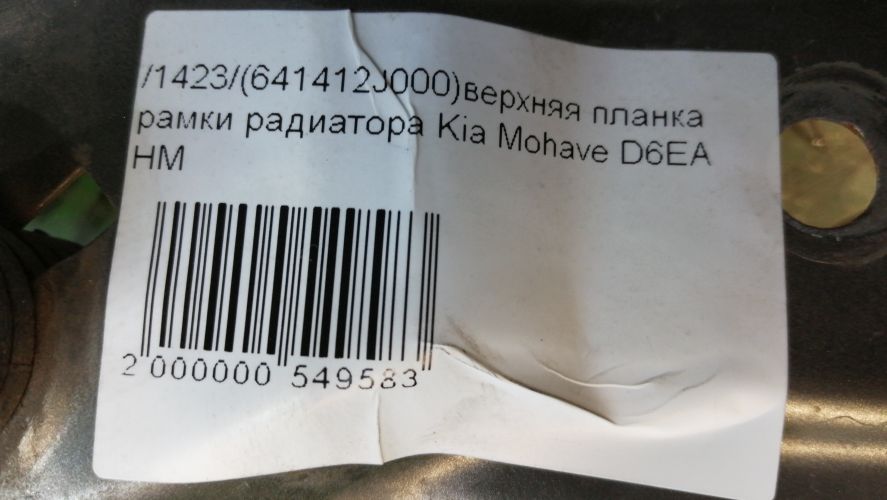 /1423/(641412J000)верхняя планка
рамки радиатора Kia Mohave D6EA
HM
2 000000 549583